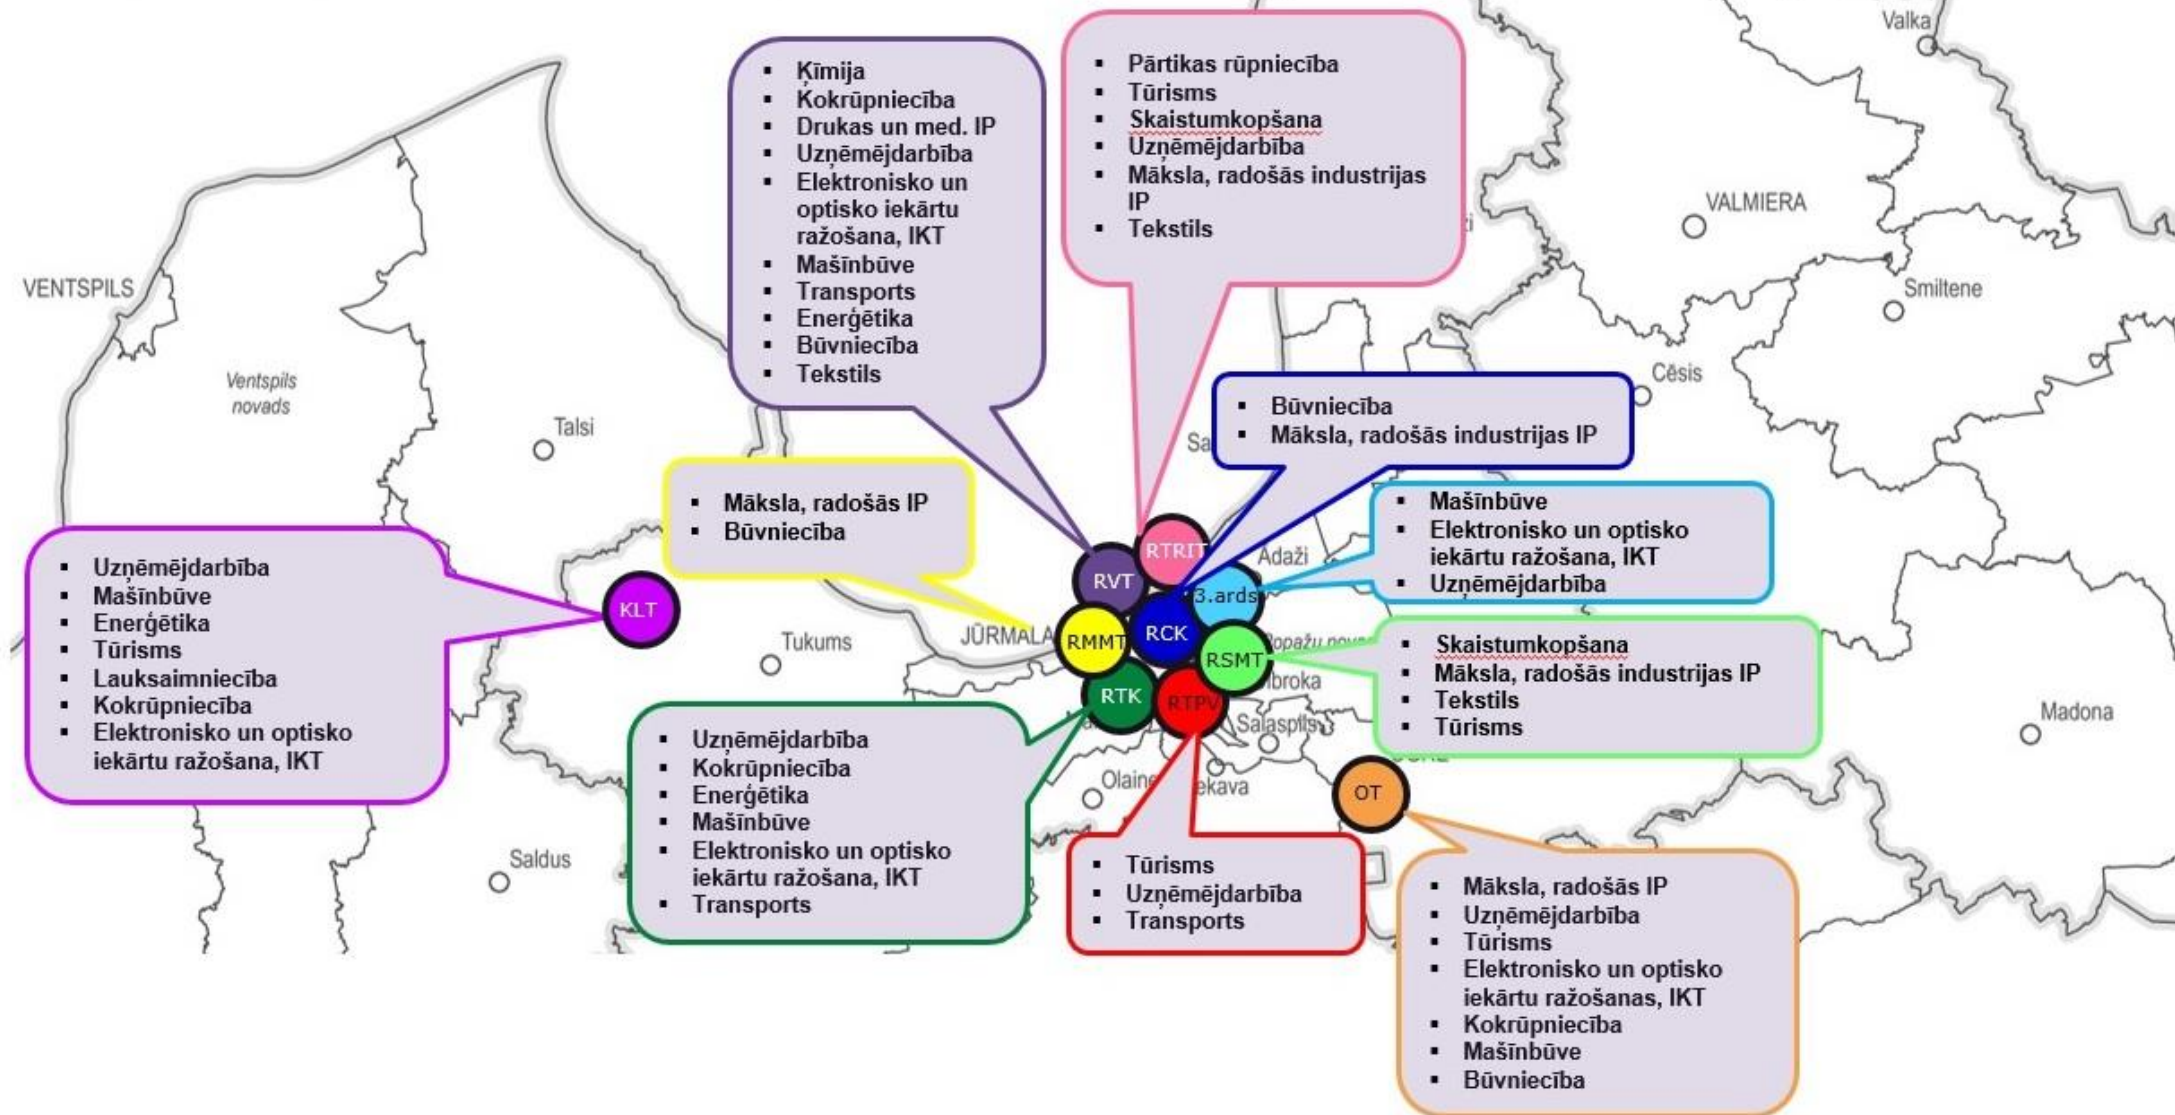 Valka
▪ Ķīmija
▪ Kokrūpniecība
▪ Drukas un med. IP
▪ Uzņēmējdarbība
▪ Elektronisko un
optisko iekārtu
ražošana, IKT
▪ Mašīnbūve
▪ Transports
▪ Enerģētika
▪ Būvniecība
▪ Tekstils
▪ Pārtikas rūpniecība
▪ Tūrisms
▪ Skaistumkopšana
▪ Uzņēmējdarbība
▪ Māksla, radošās industrijas
IP
▪ Tekstils
VALMIERA
VENTSPILS
Smiltene
Ventspils
novads
Cēsis
Talsi
▪ Būvniecība
▪ Māksla, radošās industrijas IP
▪ Māksla, radošās IP
▪ Būvniecība
▪ Mašīnbūve
▪ Elektronisko un optisko
iekārtu ražošana, IKT
▪ Uzņēmējdarbība
▪ Uzņēmējdarbība
▪ Mašīnbūve
▪ Enerģētika
▪ Tūrisms
▪ Lauksaimniecība
▪ Kokrūpniecība
▪ Elektronisko un optisko
iekārtu ražošana, IKT
KLT
RTRIT
RVT
Adaži
3.ards
RMMT
RCK
RSMT
RTK
RTPV
JŪRMALA
Tukums
▪ Skaistumkopšana
▪ Māksla, radošās industrijas IP
▪ Tekstils
▪ Tūrisms
Salaspils
Madona
Olaine
OT
▪ Uzņēmējdarbība
▪ Kokrūpniecība
▪ Enerģētika
▪ Mašīnbūve
▪ Elektronisko un optisko
iekārtu ražošana, IKT
▪ Transports
Saldus
▪ Tūrisms
▪ Uzņēmējdarbība
▪ Transports
▪ Māksla, radošās IP
▪ Uzņēmējdarbība
▪ Tūrisms
▪ Elektronisko un optisko
iekārtu ražošanas, IKT
▪ Kokrūpniecība
▪ Mašīnbūve
▪ Būvniecība